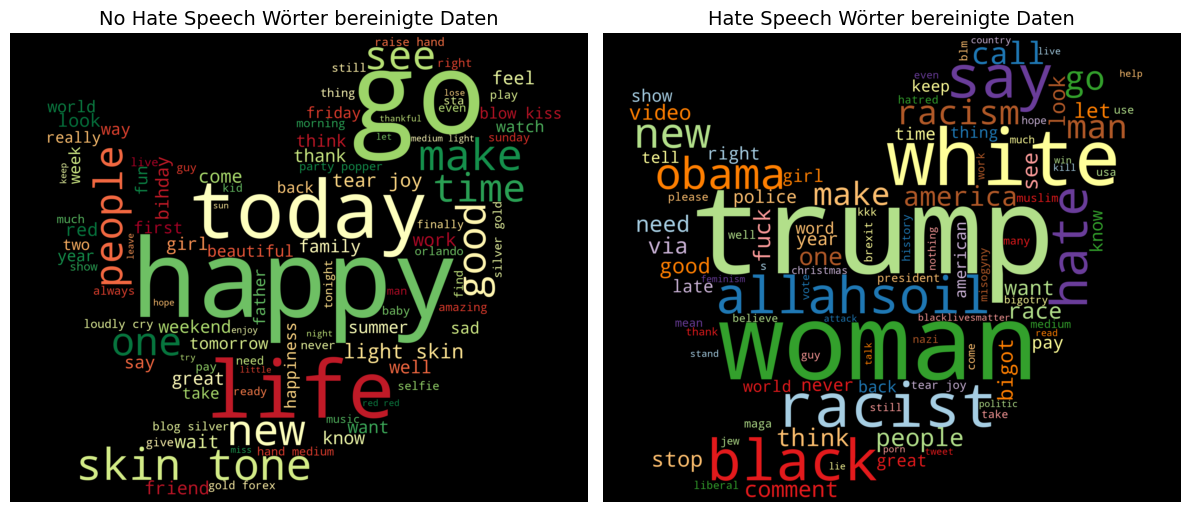 No Hate Speech Wörter bereinigte Daten
raise hand
see
right
still
go
feel
thing
lose
play
sta
even
world
friday
thankful
blow kiss
look
way
morning
let
medium light
watch
really
think
make
week
thank
party popper
keep
people
live
fun
guy
come
tear joy
time
kid
back
bihday
today
sun
much
first
finally
good
red
work
two
girl
beautiful
family
orlando
silver gold
year
leave
show
happy
father
tonight
find
always
man
hope
baby
amazing
loudly cry
weekend
enjoy
summer
sad
one
tomorrow
night
never
happiness
light skin
say
try
need
well
pay
great
little
life
take
ready
selfie
red red
blog silver
new
music
want
give
wait
know
miss
hand medium
skin tone
friend
gold forex
Hate Speech Wörter bereinigte Daten
country
blm
call
live
even
say
go
help
show
keep
look
hatred
video
racism
hope
let
use
new
time
thing
much
man
tell
right
white
work
see
win
kill
usa
obama
girl
please
police
make
america
muslim
need
fuck
word
kkk
hate
know
well
year
brexit
history
nothing
many
via
trump
one
american
good
s
christmas
president
misogyny
late
feminism
vote
want
bigotry
allahsoil
race
mean
believe
attack
blacklivesmatter
medium
thank
woman
nazi
pay
read
stand
guy
talk
come
bigot
world
never
back
tear joy
racist
still
politic
take
maga
think
people
jew
black
porn
tweet
stop
lie
great
liberal
comment